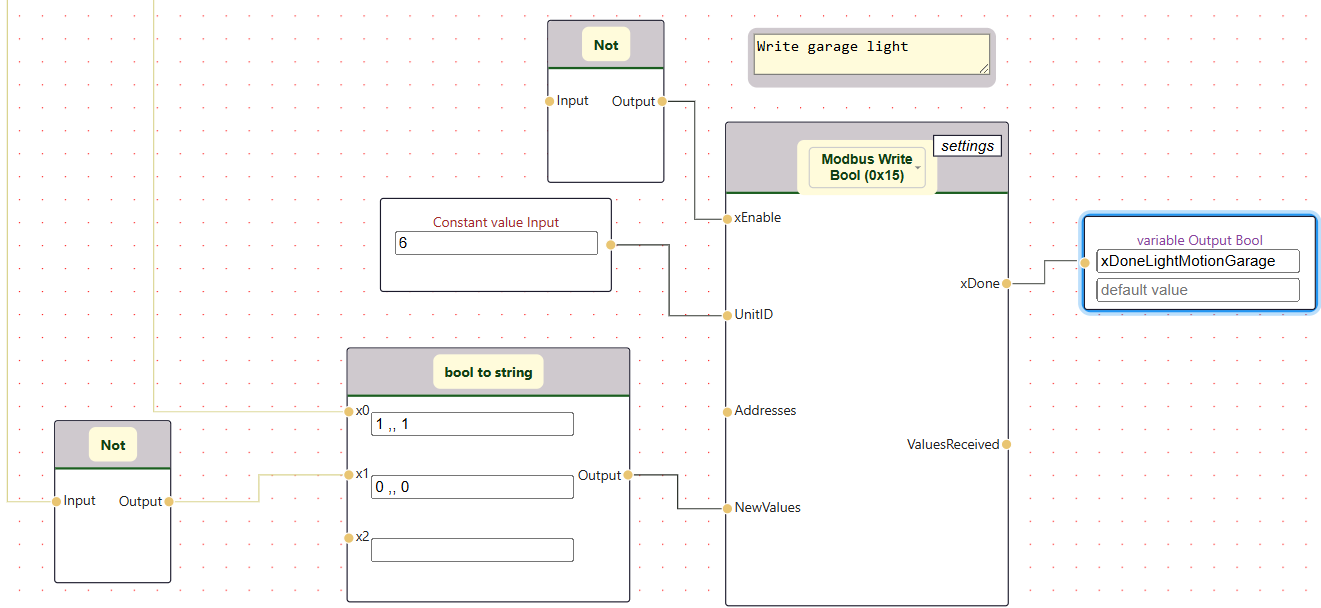 Not
Input
Output
Write garage light
settings
Modbus Write
Bool (0x15)
xEnable
UnitID
Addresses
NewValues
xDone
ValuesReceived
Constant value Input
6
variable Output Bool
xDoneLightMotionGarage
default value
bool to string
x0
1 ,, 1
x1
0 ,, 0
x2
Output
Not
Input
Output